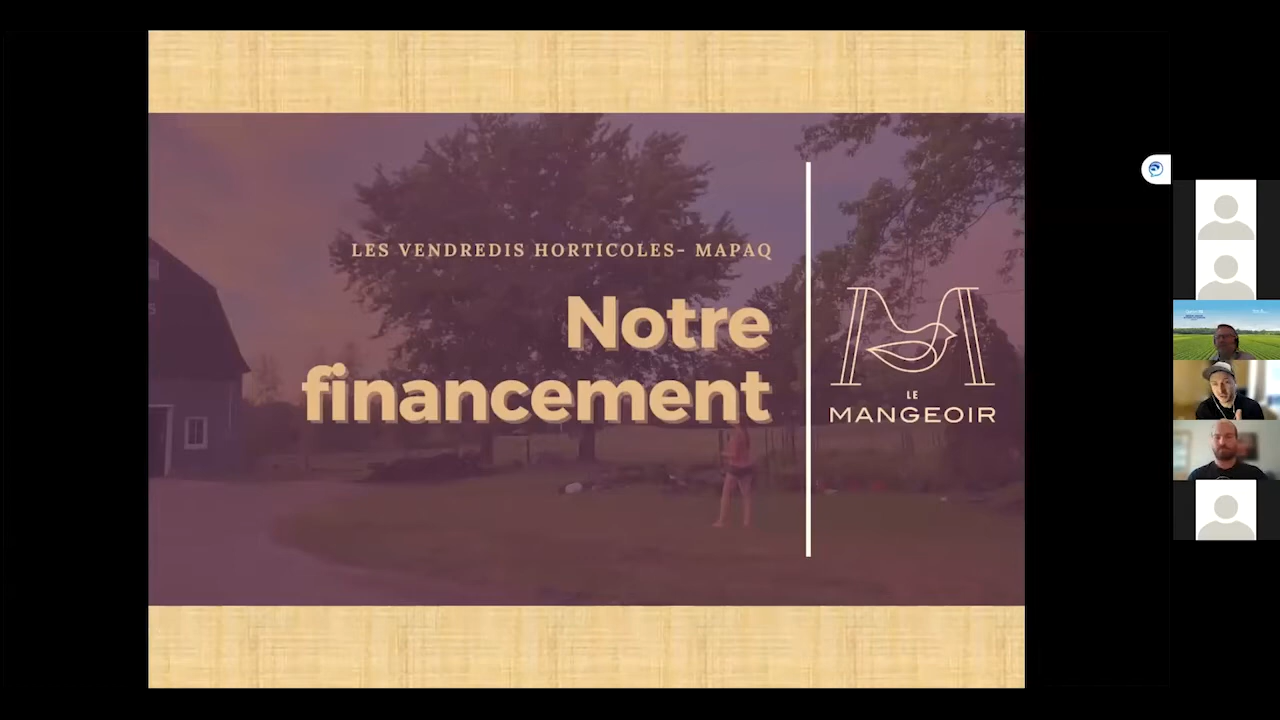 LES VENDREDIS HORTICOLES- MAPAQ
Notre
financement
LE
MANGEOIR